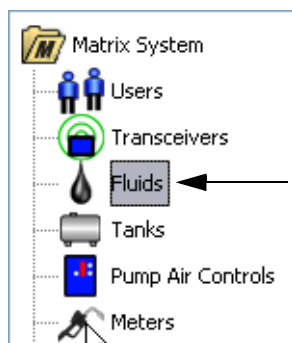 Matrix System
Users
Transceivers
Fluids
Tanks
Pump Air Controls
Meters